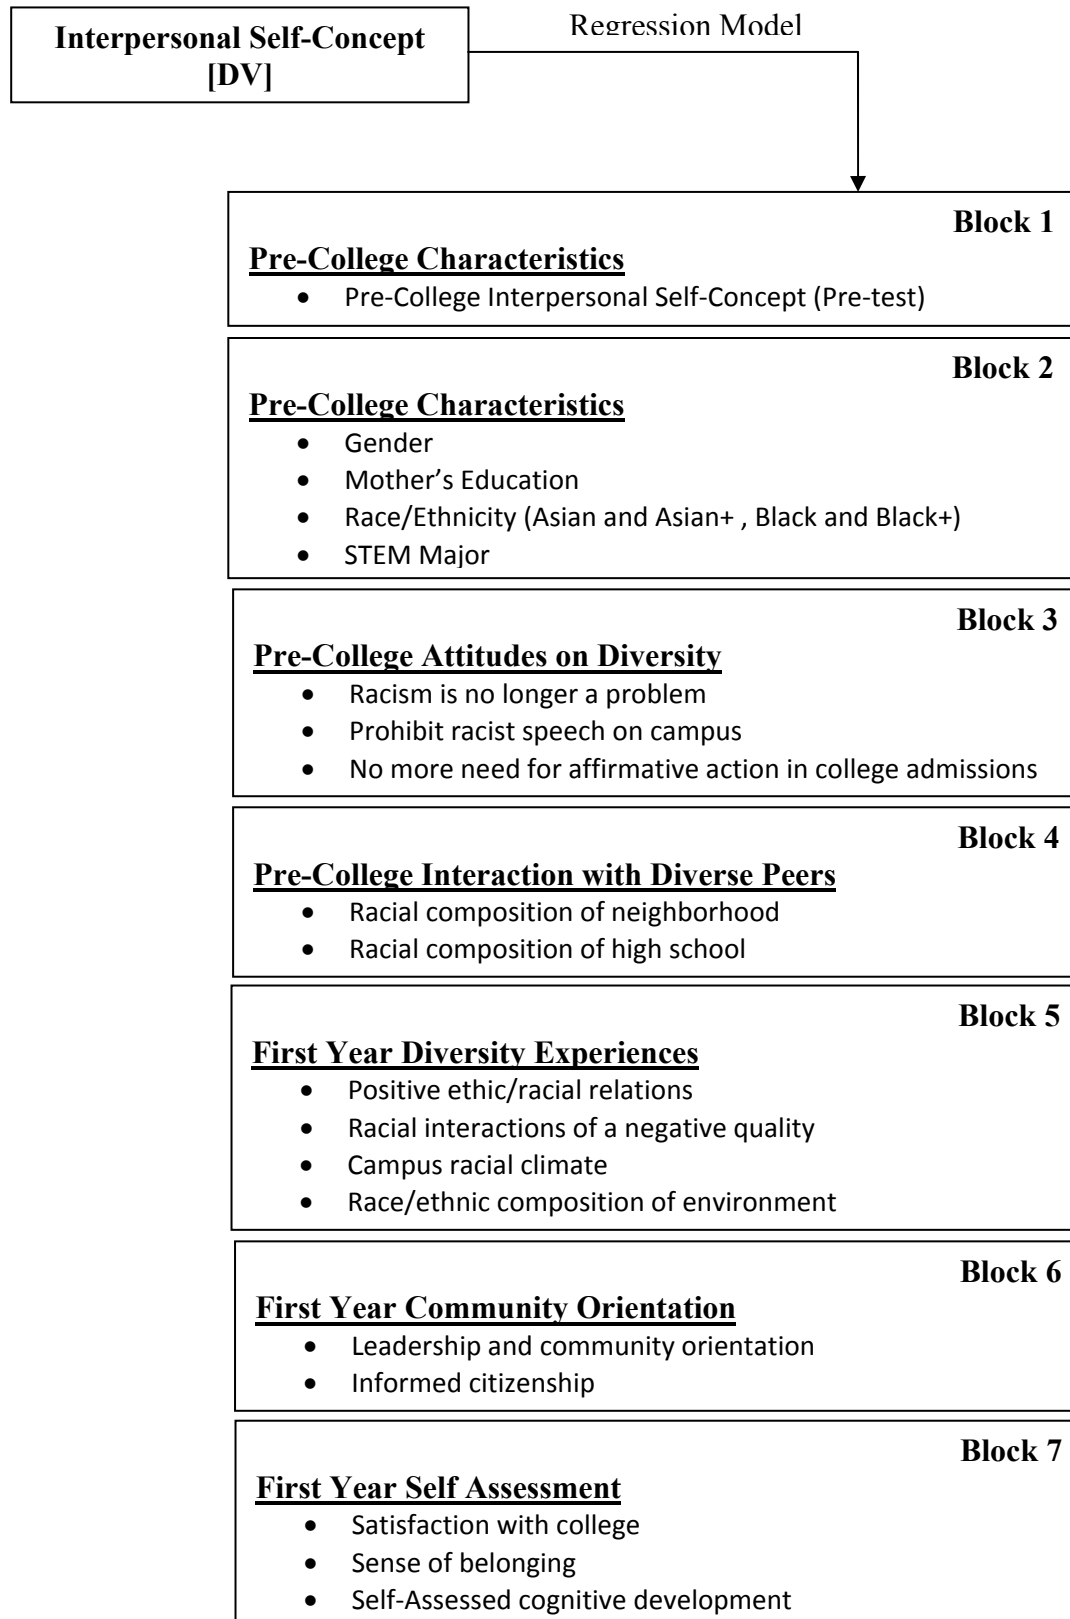 Interpersonal Self-Concept
[DV]
Regression Model
Block 1
Pre-College Characteristics
• Pre-College Interpersonal Self-Concept (Pre-test)
Block 2
Pre-College Characteristics
• Gender
• Mother’s Education
• Race/Ethnicity (Asian and Asian+ , Black and Black+)
• STEM Major
Block 3
Pre-College Attitudes on Diversity
• Racism is no longer a problem
• Prohibit racist speech on campus
• No more need for affirmative action in college admissions
Block 4
Pre-College Interaction with Diverse Peers
• Racial composition of neighborhood
• Racial composition of high school
Block 5
First Year Diversity Experiences
• Positive ethic/racial relations
• Racial interactions of a negative quality
• Campus racial climate
• Race/ethnic composition of environment
Block 6
First Year Community Orientation
• Leadership and community orientation
• Informed citizenship
Block 7
First Year Self Assessment
• Satisfaction with college
• Sense of belonging
• Self-Assessed cognitive development